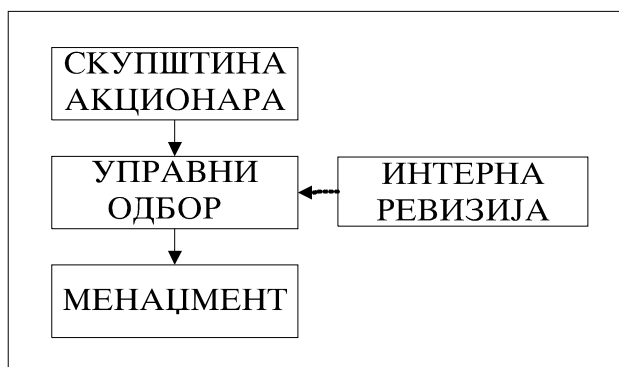 СКУПШТИНА
АКЦИОНАРА
УПРАВНИ
ОДБОР
ИНТЕРНА
РЕВИЗИЈА
МЕНАЏМЕНТ